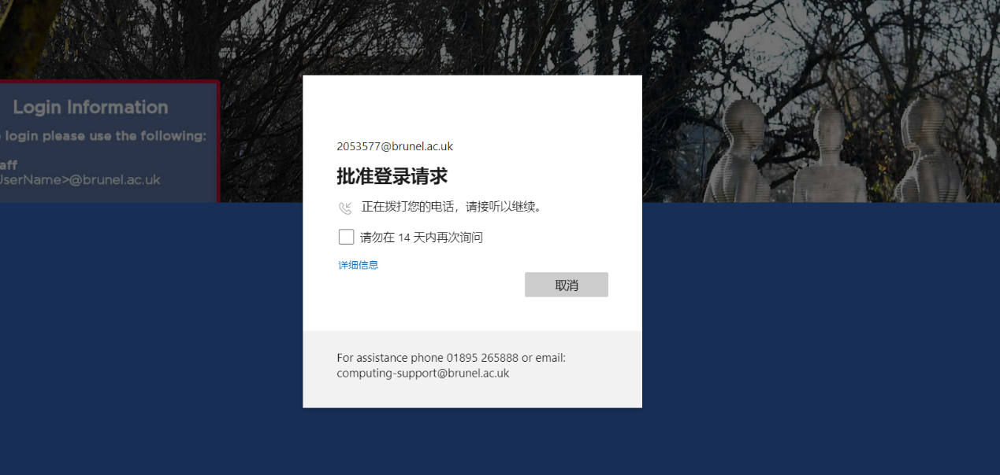 Login Information
login please use the following:
aff
UserName>@brunel.ac.uk
2053577@brunel.ac.uk
批准登录请求
正在拨打您的电话，请接听以继续。
请勿在 14 天内再次询问
详细信息
取消
For assistance phone 01895 265888 or email:
computing-support@brunel.ac.uk